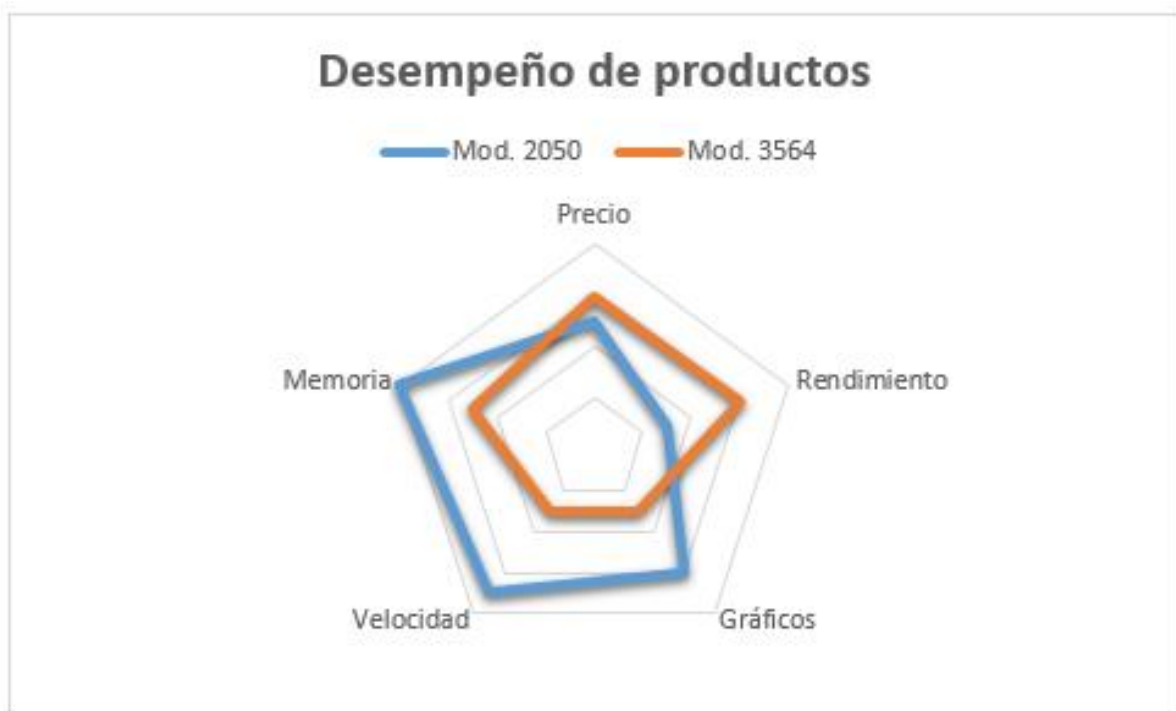 Desempeño de productos
Mod. 2050 Mod. 3564
Precio
Memoria Rendimiento
Velocidad Gráficos